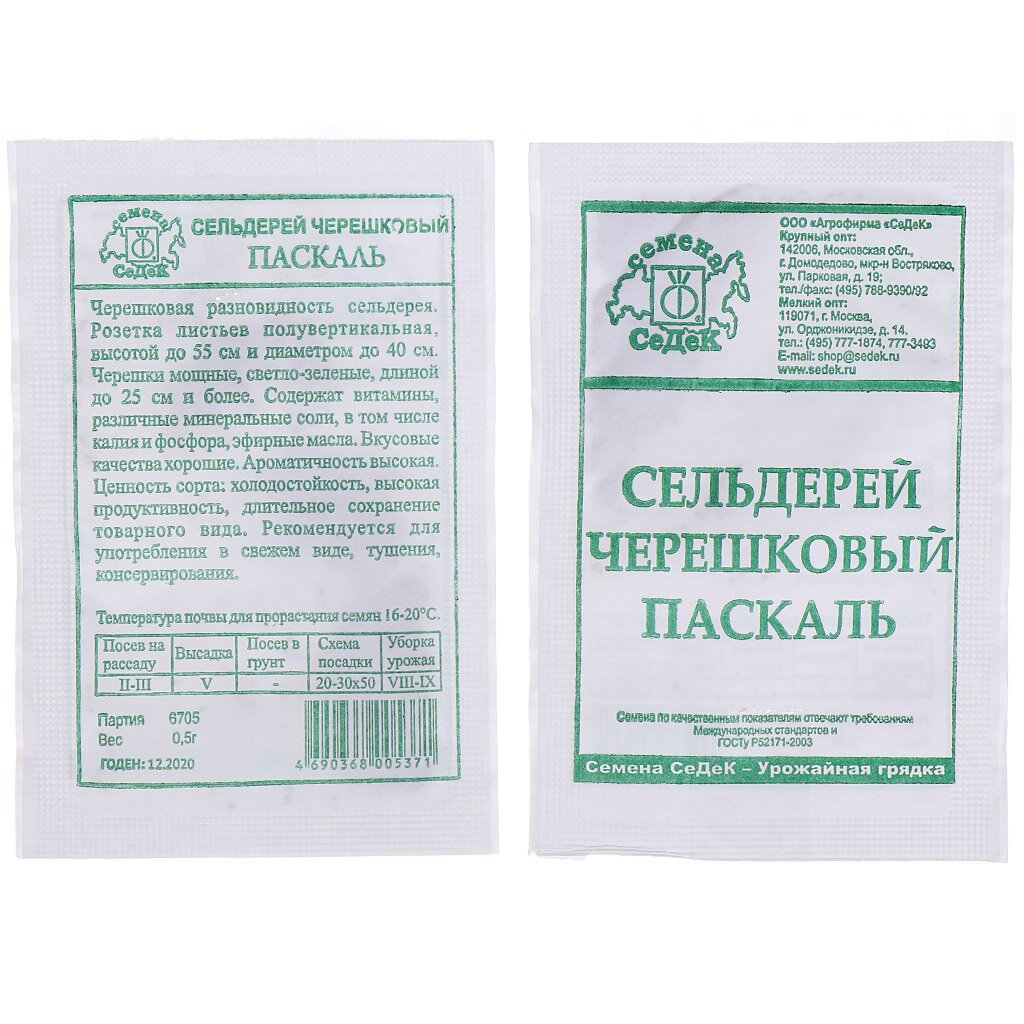 семена
СеДеК
СЕЛЬДЕРЕЙ ЧЕРЕШКОВЫЙ
ПАСКАЛЬ
Черешковая разновидность сельдерея.
Розетка листьев полувертикальная,
высотой до 55 см и диаметром до 40 см.
Черешки мощные, светло-зеленые, длиной
до 25 см и более. Содержат витамины,
различные минеральные соли, в том числе
калия и фосфора, эфирные масла. Вкусовые
качества хорошие. Ароматичность высокая.
Ценность сорта: холодостойкость, высокая
продуктивность, длительное сохранение
товарного вида. Рекомендуется для
употребления в свежем виде, тушения,
консервирования.
Температура почвы для прорастания семян 16-20°С.
Посев на рассаду Высадка Посев в грунт Схема посадки Уборка урожая
II-III V - 20-30х50 VIII-IX
Партия 6705
Вес 0,5г
ГОДЕН: 12.2020
4 690368 005371
семена
СеДеК
®
ООО «Агрофирма «СеДеК»
Крупный опт:
142006, Московская обл.,
г. Домодедово, мкр-н Востряково,
ул. Парковая, д. 19;
тел./факс: (495) 788-9390/92
Мелкий опт:
119071, г. Москва,
ул. Орджоникидзе, д. 14.
тел.: (495) 777-1874, 777-3493
E-mail: shop@sedek.ru
www.sedek.ru
СЕЛЬДЕРЕЙ
ЧЕРЕШКОВЫЙ
ПАСКАЛЬ
Семена по качественным показателям отвечают требованиям
Международных стандартов и
ГОСТу Р52171-2003
Семена СеДеК – Урожайная грядка